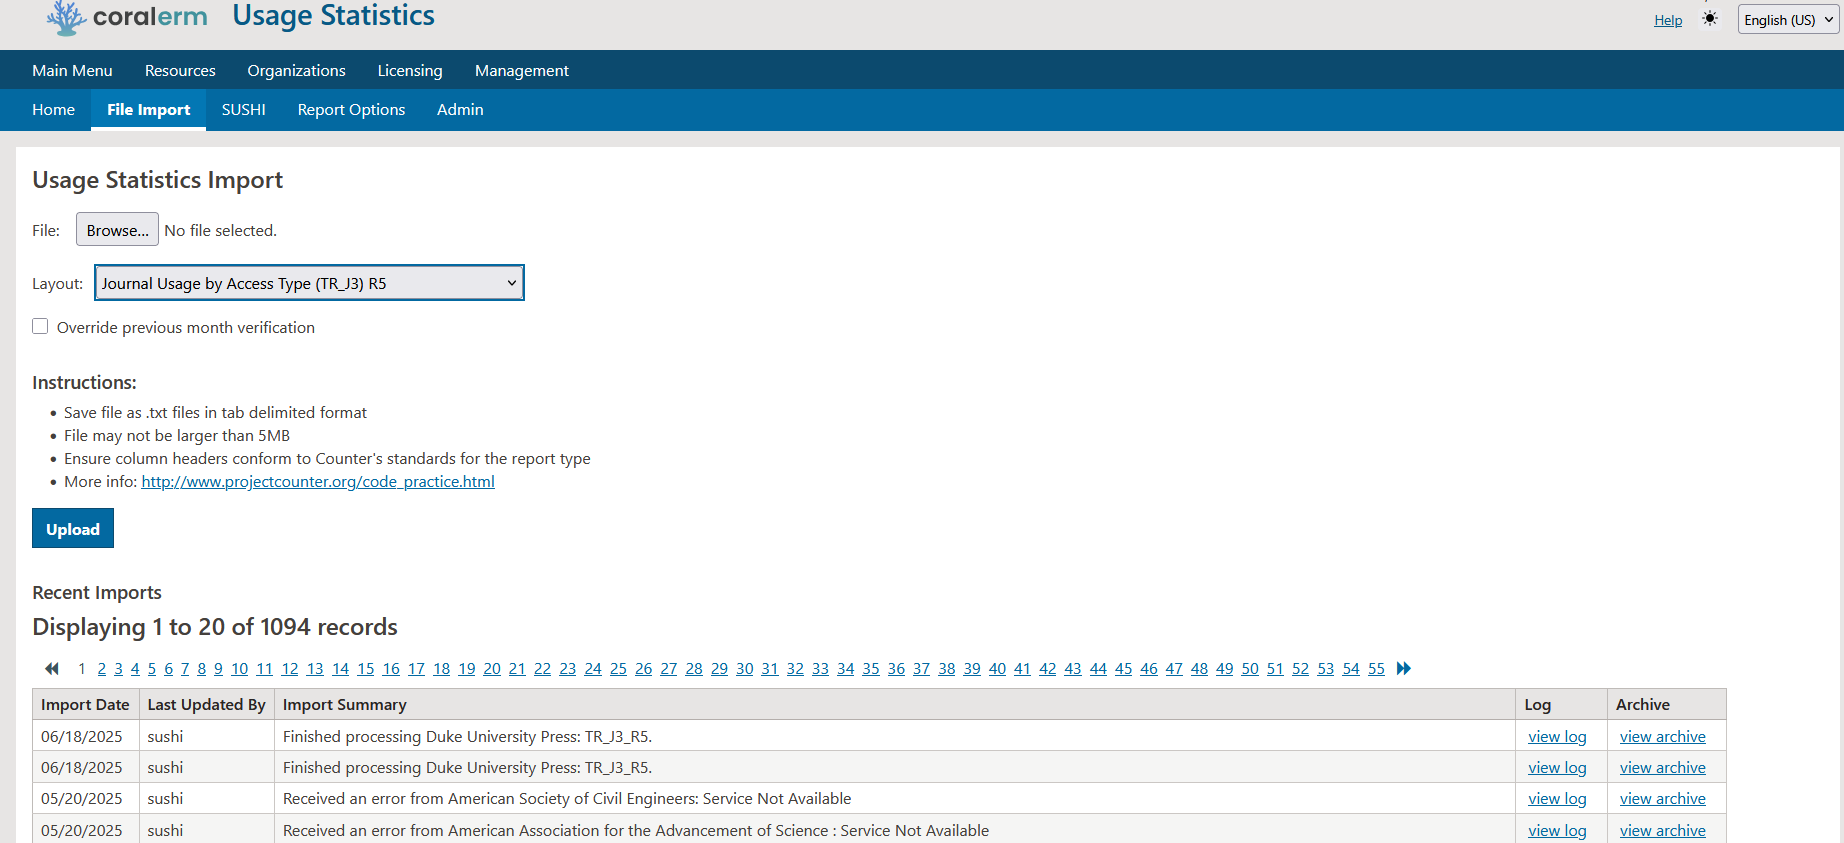 coralerm Usage Statistics Help English (US)
Main Menu Resources Organizations Licensing Management
Home File Import SUSHI Report Options Admin
Usage Statistics Import
File: Browse... No file selected.
Layout: Journal Usage by Access Type (TR_J3) R5
Override previous month verification
Instructions:
• Save file as .txt files in tab delimited format
• File may not be larger than 5MB
• Ensure column headers conform to Counter's standards for the report type
• More info: http://www.projectcounter.org/code_practice.html
Upload
Recent Imports
Displaying 1 to 20 of 1094 records
1 2 3 4 5 6 7 8 9 10 11 12 13 14 15 16 17 18 19 20 21 22 23 24 25 26 27 28 29 30 31 32 33 34 35 36 37 38 39 40 41 42 43 44 45 46 47 48 49 50 51 52 53 54 55
Import Date Last Updated By Import Summary Log Archive
06/18/2025 sushi Finished processing Duke University Press: TR_J3_R5. view log view archive
06/18/2025 sushi Finished processing Duke University Press: TR_J3_R5. view log view archive
05/20/2025 sushi Received an error from American Society of Civil Engineers: Service Not Available view log view archive
05/20/2025 sushi Received an error from American Association for the Advancement of Science : Service Not Available view log view archive